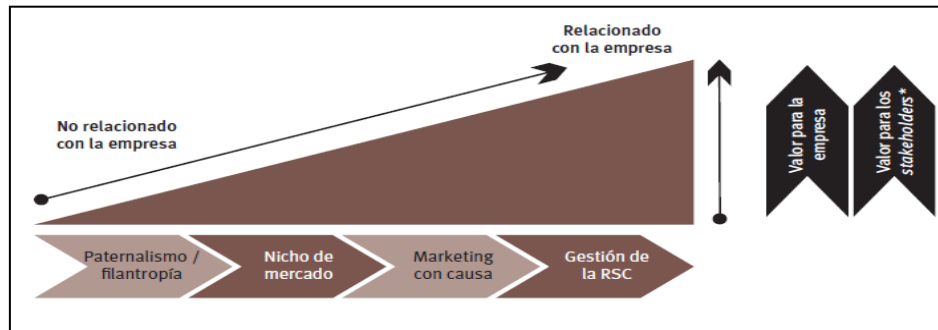 Relacionado
con la empresa
No relacionado
con la empresa
Valor para la
empresa
Valor para los
stakeholders*
Paternalismo /
filantropía
Nicho de
mercado
Marketing
con causa
Gestión de
la RSC